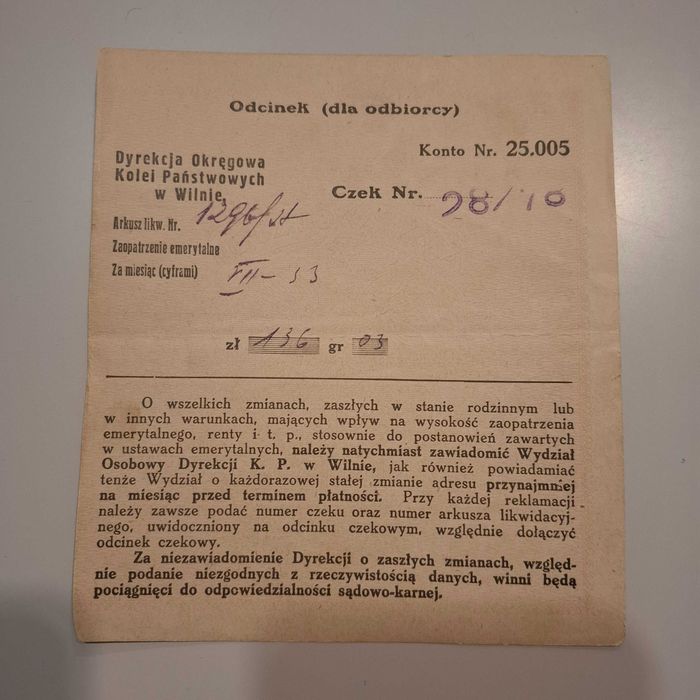 Odcinek (dla odbiorcy)
Konto Nr. 25.005
Dyrekcja Okręgowa
Kolei Państwowych
w Wilnie
Czek Nr.
Arkusz likw. Nr.
Zaopatrzenie emerytalne
Za miesiąc (cyframi) VII - 33
zł 136 gr 03
O wszelkich zmianach, zaszłych w stanie rodzinnym lub
w innych warunkach, mających wpływ na wysokość zaopatrzenia
emerytalnego, renty i t. p., stosownie do postanowień zawartych
w ustawach emerytalnych, należy natychmiast zawiadomić Wydział
Osobowy Dyrekcji K. P. w Wilnie, jak również powiadamiać
tenże Wydział o każdorazowej stałej zmianie adresu przynajmniej
na miesiąc przed terminem płatności. Przy każdej reklamacji
należy zawsze podać numer czeku oraz numer arkusza likwidacyj-
nego, uwidoczniony na odcinku czekowym, względnie dołączyć
odcinek czekowy.
Za niezawiadomienie Dyrekcji o zaszłych zmianach, względ-
nie podanie niezgodnych z rzeczywistością danych, winni będą
pociągnięci do odpowiedzialności sądowo-karnej.